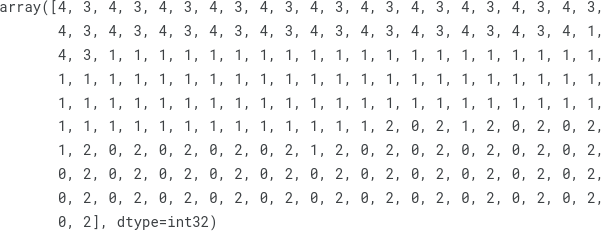 array([4, 3, 4, 3, 4, 3, 4, 3, 4, 3, 4, 3, 4, 3, 4, 3, 4, 3, 4, 3, 4, 3,
4, 3, 4, 3, 4, 3, 4, 3, 4, 3, 4, 3, 4, 3, 4, 3, 4, 3, 4, 1,
4, 3, 1, 1, 1, 1, 1, 1, 1, 1, 1, 1, 1, 1, 1, 1, 1, 1, 1, 1, 1, 1,
1, 1, 1, 1, 1, 1, 1, 1, 1, 1, 1, 1, 1, 1, 1, 1, 1, 1, 1, 1, 1, 1,
1, 1, 1, 1, 1, 1, 1, 1, 1, 1, 1, 1, 1, 1, 1, 1, 1, 1, 1, 1, 1, 1,
1, 1, 1, 1, 1, 1, 1, 1, 1, 1, 1, 1, 1, 2, 0, 2, 1, 2, 0, 2, 0, 2,
1, 2, 0, 2, 0, 2, 0, 2, 0, 2, 1, 2, 0, 2, 0, 2, 0, 2, 0, 2, 0, 2,
0, 2, 0, 2, 0, 2, 0, 2, 0, 2, 0, 2, 0, 2, 0, 2, 0, 2, 0, 2, 0, 2,
0, 2, 0, 2, 0, 2, 0, 2, 0, 2, 0, 2, 0, 2, 0, 2, 0, 2, 0, 2, 0, 2,
0, 2], dtype=int32)